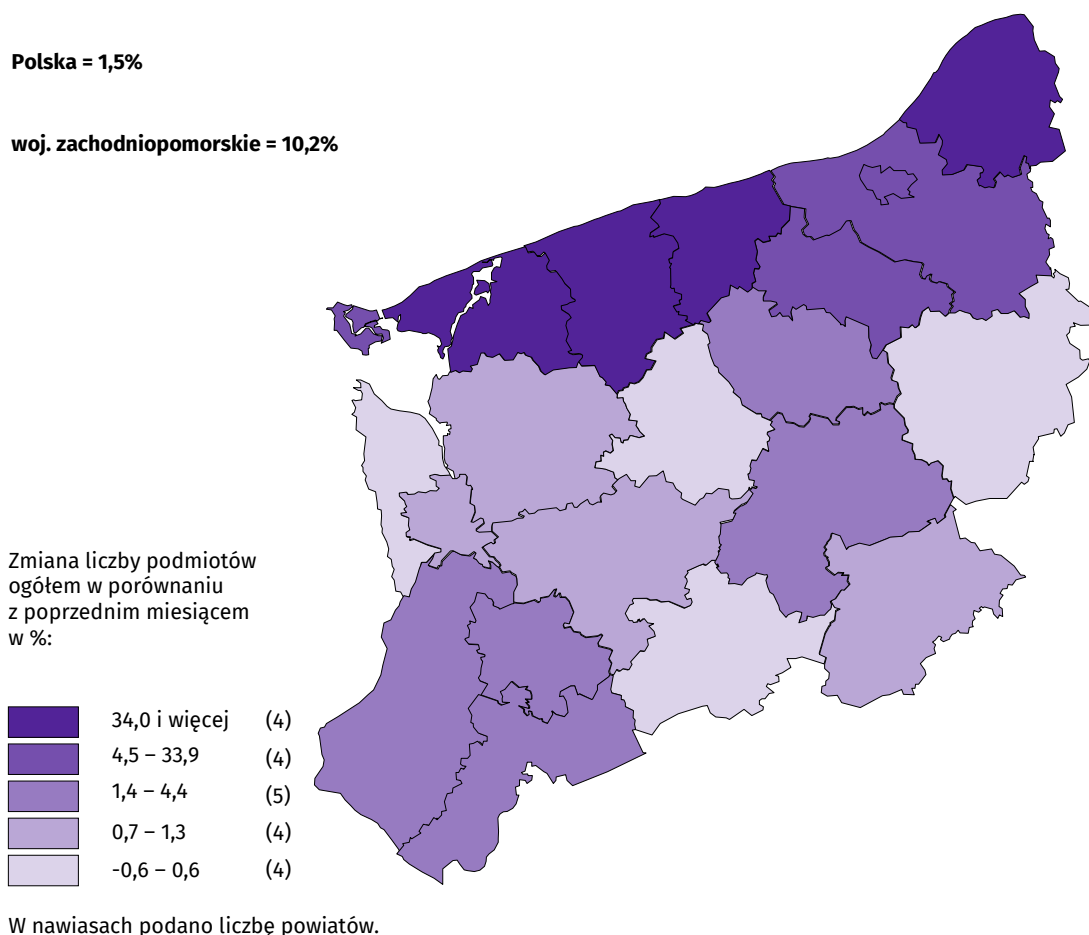 Polska = 1,5%
woj. zachodniopomorskie = 10,2%
Zmiana liczby podmiotów
ogółem w porównaniu
z poprzednim miesiącem
w %:
34,0 i więcej (4)
4,5 – 33,9 (4)
1,4 – 4,4 (5)
0,7 – 1,3 (4)
-0,6 – 0,6 (4)
W nawiasach podano liczbę powiatów.